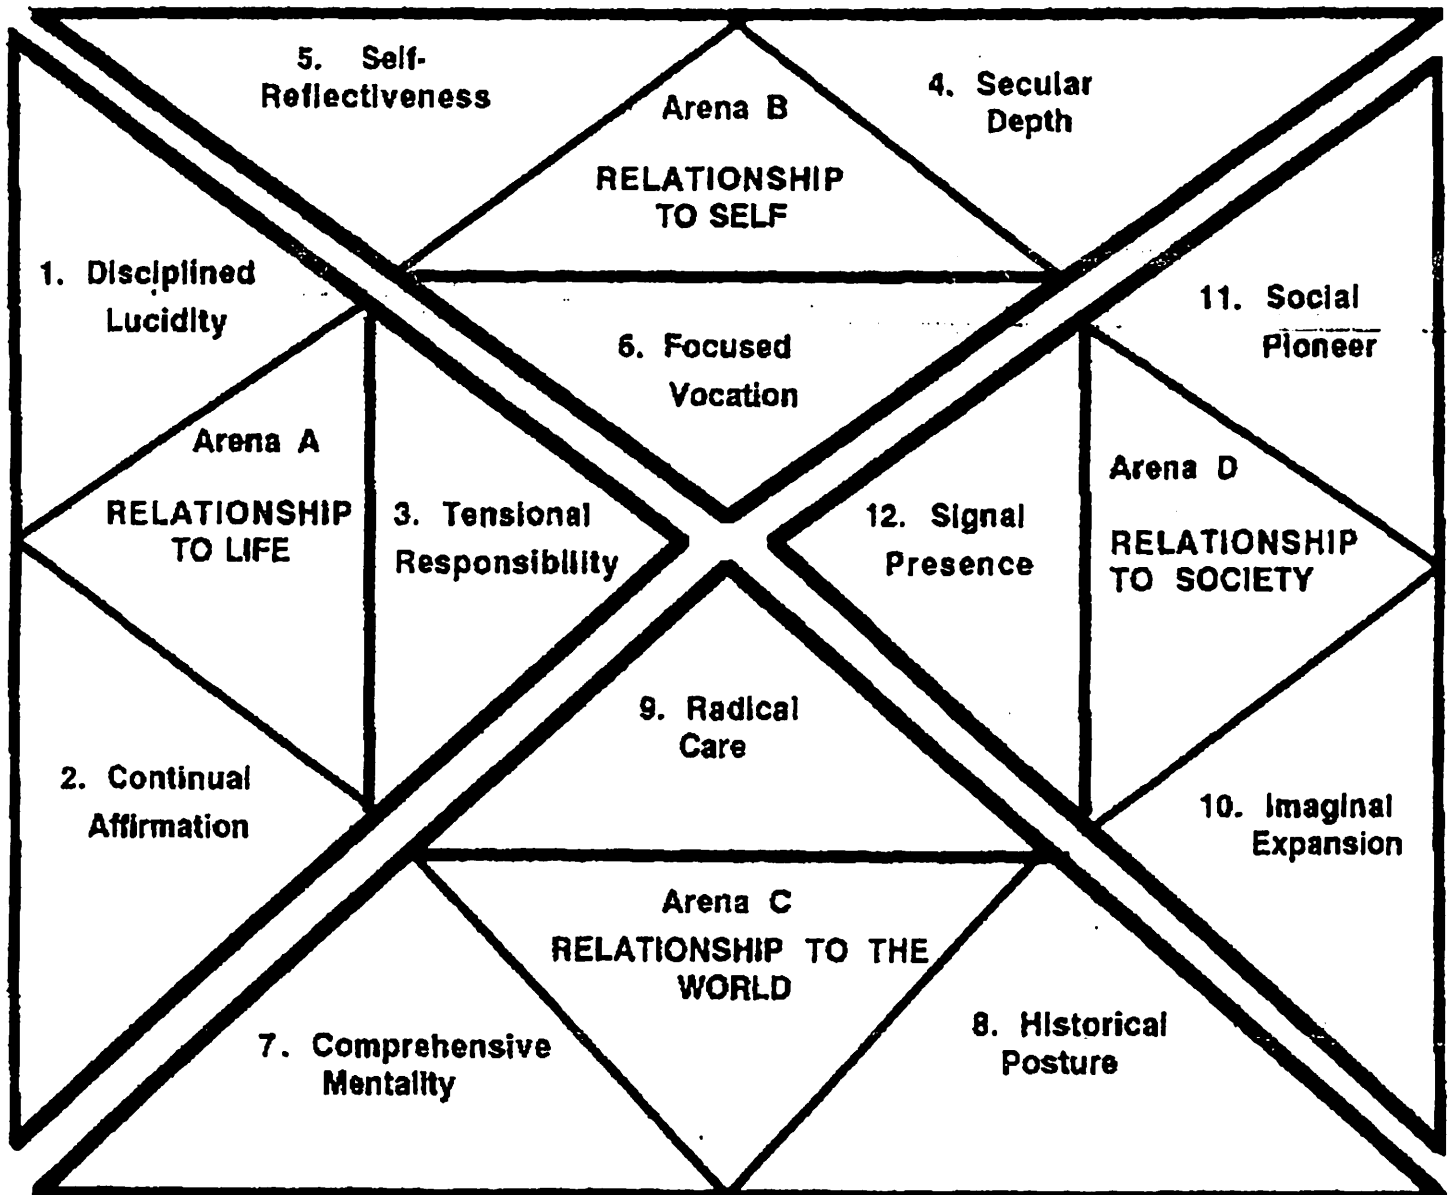 5. Self-
Reflectiveness
Arena B
RELATIONSHIP
TO SELF
4. Secular
Depth
1. Disciplined
Lucidity
6. Focused
Vocation
11. Social
Pioneer
Arena A
RELATIONSHIP
TO LIFE
3. Tensional
Responsibility
12. Signal
Presence
Arena D
RELATIONSHIP
TO SOCIETY
9. Radical
Care
2. Continual
Affirmation
10. Imaginal
Expansion
Arena C
RELATIONSHIP TO THE
WORLD
7. Comprehensive
Mentality
8. Historical
Posture